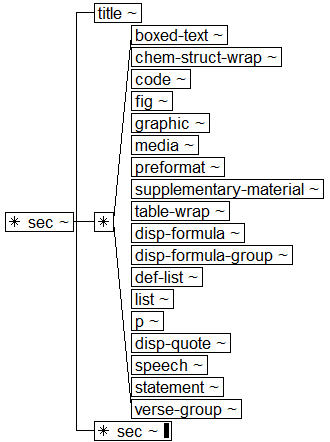 title ~
boxed-text ~
chem-struct-wrap ~
code ~
fig ~
graphic ~
media ~
preformat ~
supplementary-material ~
table-wrap ~
* sec ~
*
disp-formula ~
disp-formula-group ~
def-list ~
list ~
p ~
disp-quote ~
speech ~
statement ~
verse-group ~
* sec ~